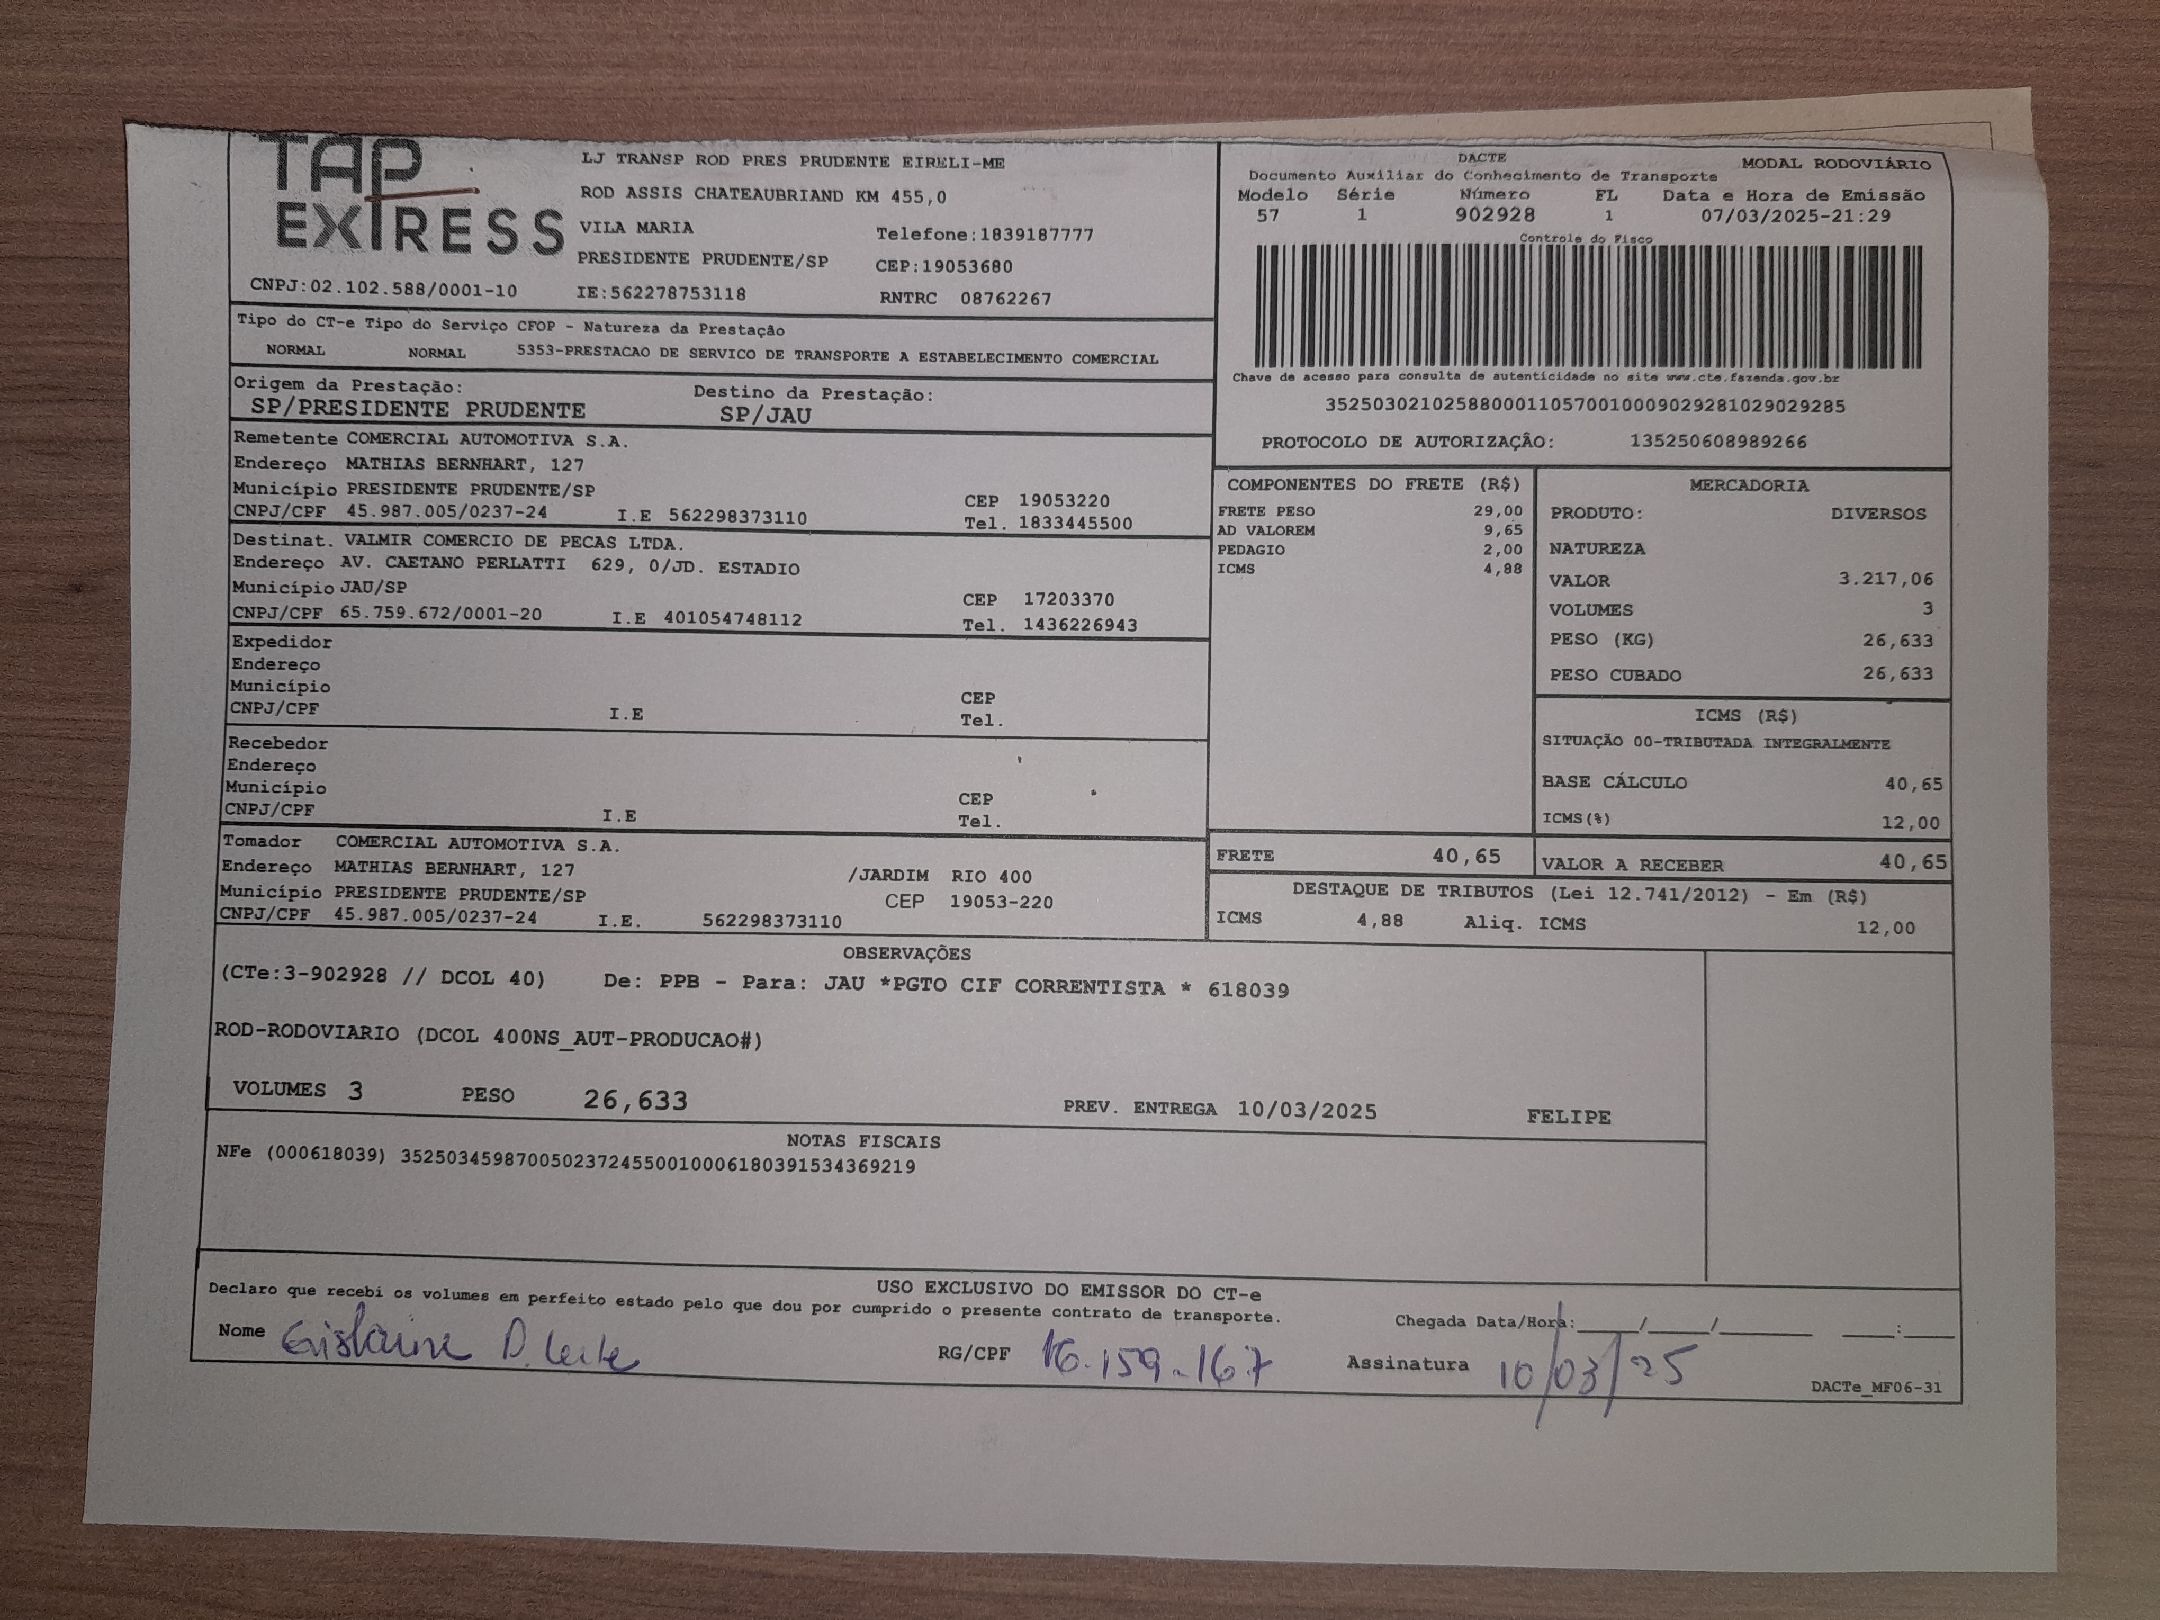 TAP
EXPRESS
LJ TRANSP ROD PRES PRUDENTE EIRELI-ME
ROD ASSIS CHATEAUBRIAND KM 455,0
VILA MARIA Telefone:1839187777
PRESIDENTE PRUDENTE/SP CEP:19053680
CNPJ:02.102.588/0001-10 IE:562278753118 RNTRC 08762267
DACTE MODAL RODOVIÁRIO
Documento Auxiliar do Conhecimento de Transporte
Modelo Série Número FL Data e Hora de Emissão
57 1 902928 1 07/03/2025-21:29
Controle do Fisco
Chave de acesso para consulta de autenticidade no site www.cte.fazenda.gov.br
35250302102588000110570010009029281029029285
PROTOCOLO DE AUTORIZAÇÂO: 135250608989266
Tipo do CT-e Tipo do Serviço CFOP - Natureza da Prestação
NORMAL NORMAL 5353-PRESTACAO DE SERVICO DE TRANSPORTE A ESTABELECIMENTO COMERCIAL
Origem da Prestação: Destino da Prestação:
SP/PRESIDENTE PRUDENTE SP/JAU
Remetente COMERCIAL AUTOMOTIVA S.A.
Endereço MATHIAS BERNHART, 127
Município PRESIDENTE PRUDENTE/SP CEP 19053220
CNPJ/CPF 45.987.005/0237-24 I.E 562298373110 Tel. 1833445500
Destinat. VALMIR COMERCIO DE PECAS LTDA.
Endereço AV. CAETANO PERLATTI 629, 0/JD. ESTADIO
Município JAU/SP CEP 17203370
CNPJ/CPF 65.759.672/0001-20 I.E 401054748112 Tel. 1436226943
Expedidor
Endereço
Município CEP
CNPJ/CPF I.E Tel.
Recebedor
Endereço
Município CEP
CNPJ/CPF I.E Tel.
Tomador COMERCIAL AUTOMOTIVA S.A.
Endereço MATHIAS BERNHART, 127 /JARDIM RIO 400
Município PRESIDENTE PRUDENTE/SP CEP 19053-220
CNPJ/CPF 45.987.005/0237-24 I.E. 562298373110
COMPONENTES DO FRETE (R$)
FRETE PESO 29,00
AD VALOREM 9,65
PEDAGIO 2,00
ICMS 4,88
MERCADORIA
PRODUTO: DIVERSOS
NATUREZA
VALOR 3.217,06
VOLUMES 3
PESO (KG) 26,633
PESO CUBADO 26,633
ICMS (R$)
SITUAÇÃO 00-TRIBUTADA INTEGRALMENTE
BASE CÁLCULO 40,65
ICMS(%) 12,00
FRETE 40,65 VALOR A RECEBER 40,65
DESTAQUE DE TRIBUTOS (Lei 12.741/2012) - Em (R$)
ICMS 4,88 Aliq. ICMS 12,00
OBSERVAÇÕES
(CTe:3-902928 // DCOL 40) De: PPB - Para: JAU *PGTO CIF CORRENTISTA * 618039
ROD-RODOVIARIO (DCOL 400NS_AUT-PRODUCAO#)
VOLUMES 3 PESO 26,633 PREV. ENTREGA 10/03/2025 FELIPE
NOTAS FISCAIS
NFe (000618039) 35250345987005023724550010006180391534369219
USO EXCLUSIVO DO EMISSOR DO CT-e
Declaro que recebi os volumes em perfeito estado pelo que dou por cumprido o presente contrato de transporte.
Chegada Data/Hora:____/____/______ ____:____
Nome Gislaine D. Leite RG/CPF 16.159.167 Assinatura 10/03/25
DACTe_MF06-31